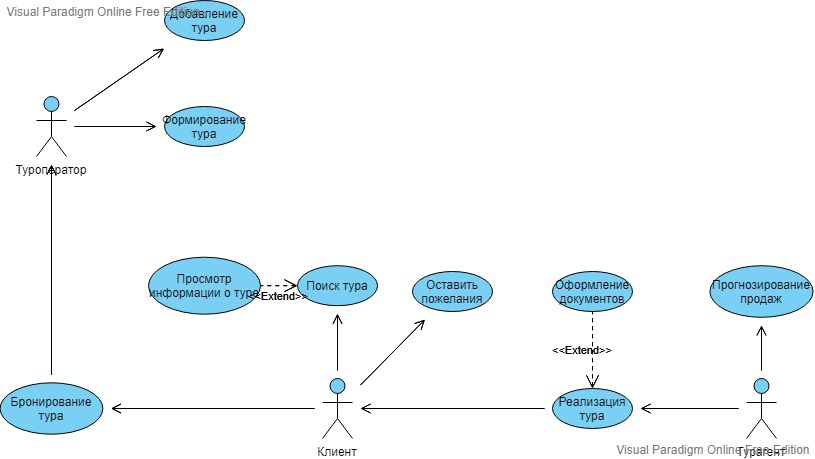 Visual Paradigm Online Free Edition
Добавление
тура
Формирование
тура
Туроператор
Просмотр
информации о туре
<<Extend>>
Поиск тура
Оставить
пожелания
Оформление
документов
Прогнозирование
продаж
<<Extend>>
Бронирование
тура
Реализация
тура
Клиент
Турагент
Visual Paradigm Online Free Edition